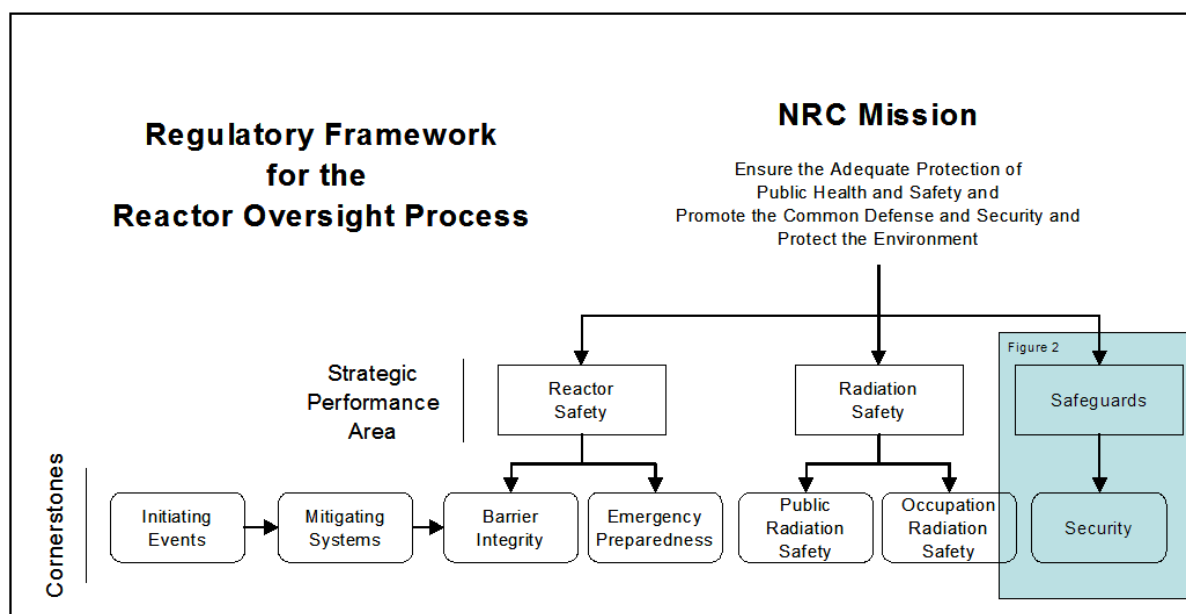 Regulatory Framework
for the
Reactor Oversight Process
NRC Mission
Ensure the Adequate Protection of
Public Health and Safety and
Promote the Common Defense and Security and
Protect the Environment
Figure 2
Strategic
Performance
Area
Reactor
Safety
Radiation
Safety
Safeguards
Cornerstones
Initiating
Events
Mitigating
Systems
Barrier
Integrity
Emergency
Preparedness
Public
Radiation
Safety
Occupation
Radiation
Safety
Security